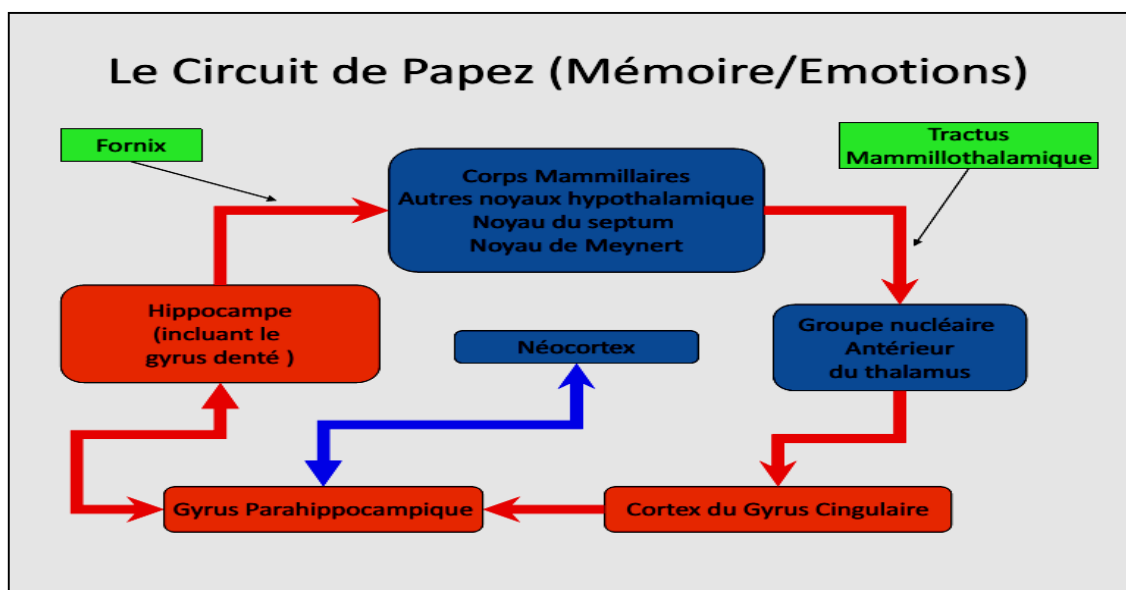 Le Circuit de Papez (Mémoire/Emotions)
Fornix
Tractus
Mammillothalamique
Corps Mammillaires
Autres noyaux hypothalamique
Noyau du septum
Noyau de Meynert
Hippocampe
(incluant le
gyrus denté )
Néocortex
Groupe nucléaire
Antérieur
du thalamus
Gyrus Parahippocampique
Cortex du Gyrus Cingulaire